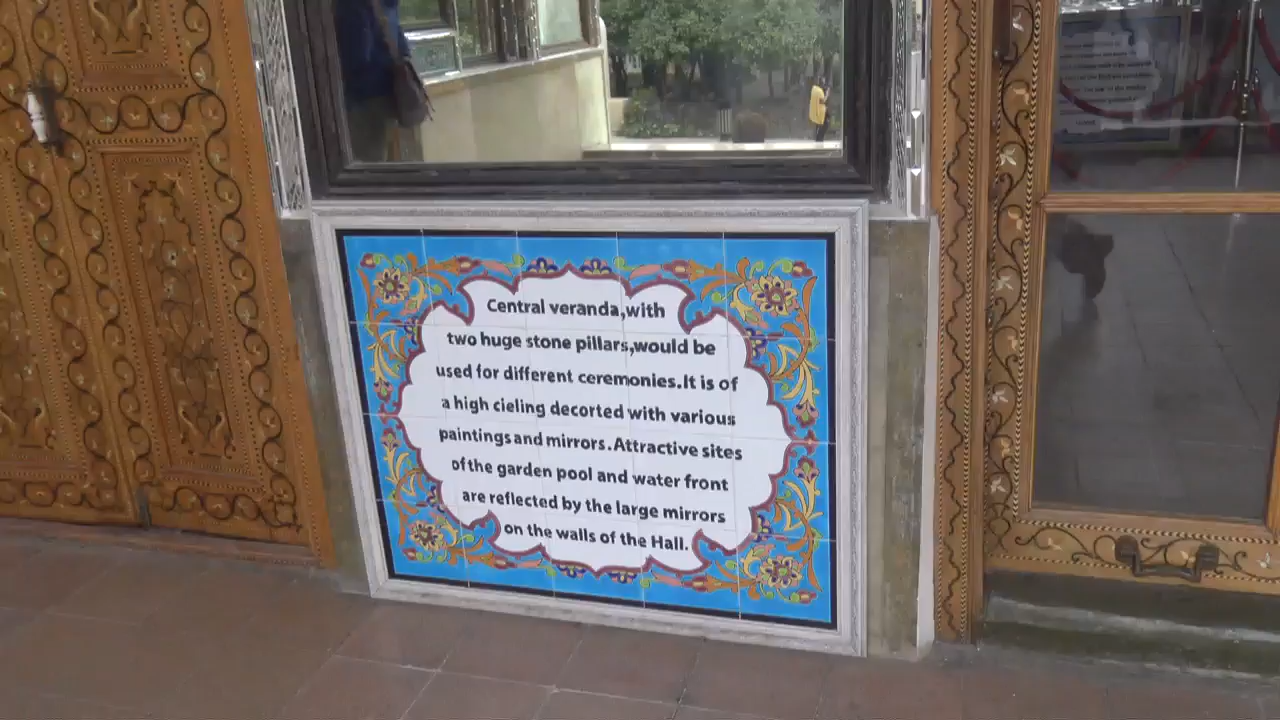 Central veranda,with
two huge stone pillars,would be
used for different ceremonies.It is of
a high cieling decorted with various
paintings and mirrors.Attractive sites
of the garden pool and water front
are reflected by the large mirrors
on the walls of the Hall.